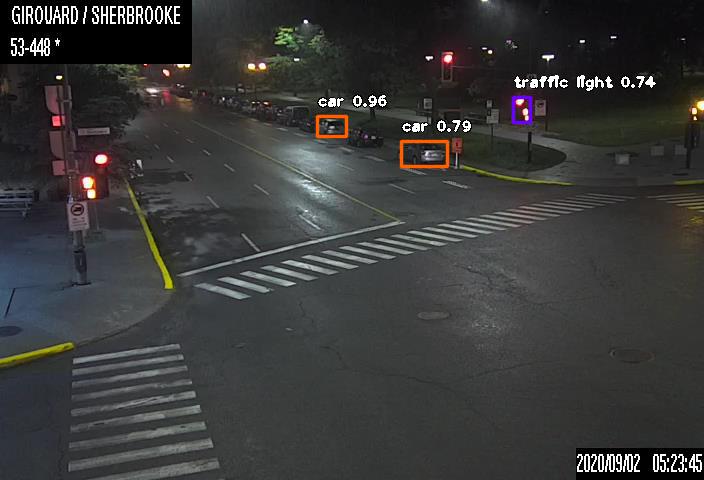 GIROUARD / SHERBROOKE
53-448 *
traffic light 0.74
car 0.96
car 0.79
2020/09/02 05:23:45